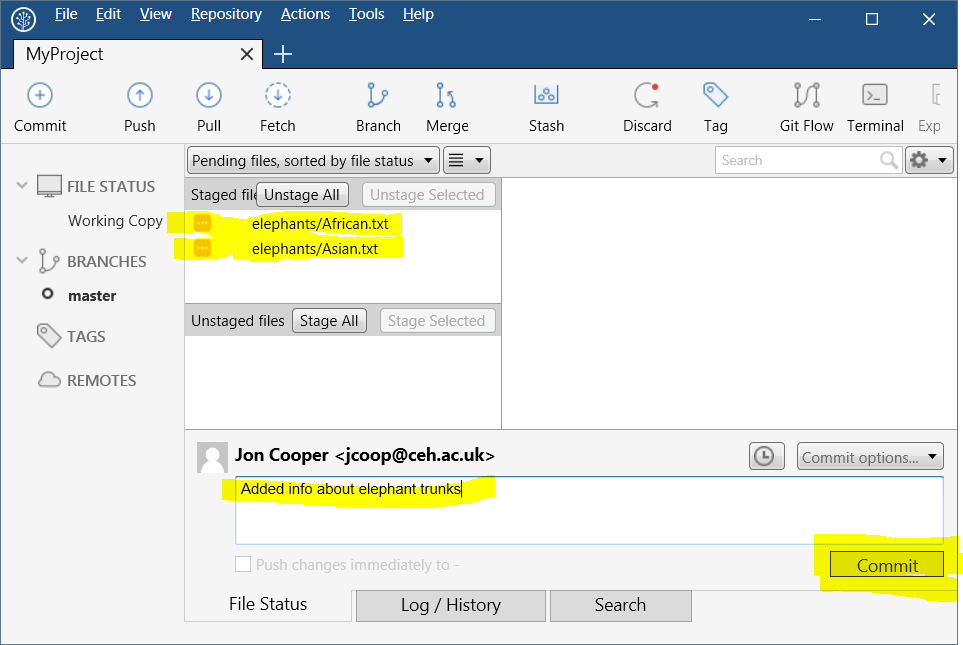 File Edit View Repository Actions Tools Help
MyProject
Commit Push Pull Fetch Branch Merge Stash Discard Tag Git Flow Terminal Exp
Pending files, sorted by file status
Search
FILE STATUS
Working Copy
BRANCHES
master
TAGS
REMOTES
Staged file Unstage All Unstage Selected
elephants/African.txt
elephants/Asian.txt
Unstaged files Stage All Stage Selected
Jon Cooper <jcoop@ceh.ac.uk>
Commit options...
Added info about elephant trunks
Push changes immediately to -
Commit
File Status Log / History Search